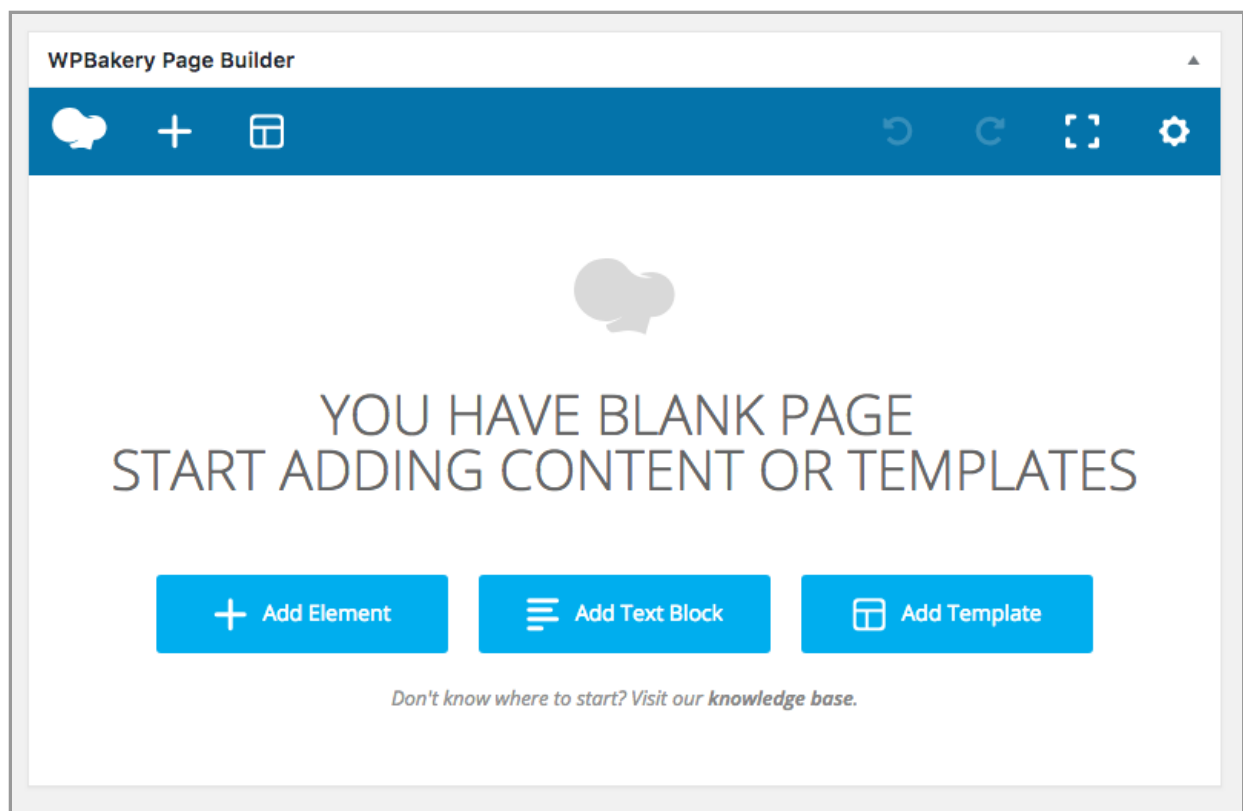 WPBakery Page Builder
YOU HAVE BLANK PAGE
START ADDING CONTENT OR TEMPLATES
Add Element
Add Text Block
Add Template
Don't know where to start? Visit our knowledge base.